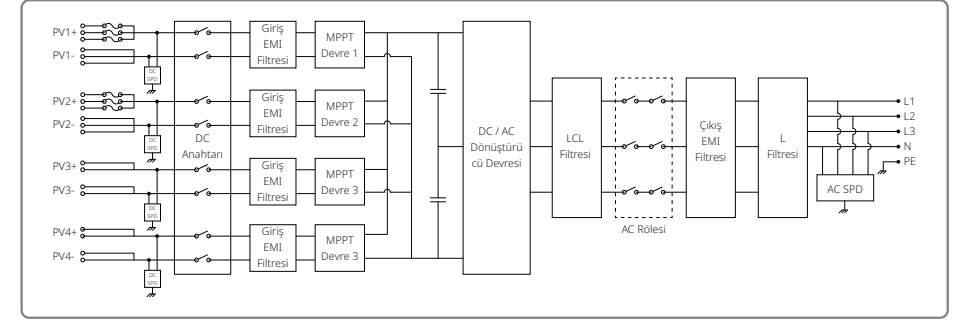 PV1+
PV1-
DC
SPD
Giriş
EMI
Filtresi
MPPT
Devre 1
PV2+
PV2-
DC
SPD
Giriş
EMI
Filtresi
MPPT
Devre 2
DC
Anahtarı
PV3+
PV3-
DC
SPD
Giriş
EMI
Filtresi
MPPT
Devre 3
PV4+
PV4-
DC
SPD
Giriş
EMI
Filtresi
MPPT
Devre 3
DC / AC
Dönüştürü
cü Devresi
LCL
Filtresi
AC Rölesi
Çıkış
EMI
Filtresi
L
Filtresi
L1
L2
L3
N
PE
AC SPD